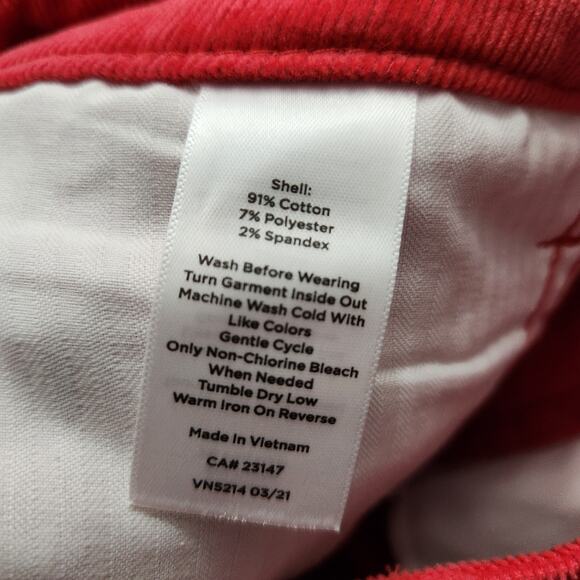 Shell:
91% Cotton
7% Polyester
2% Spandex
Wash Before Wearing
Turn Garment Inside Out
Machine Wash Cold With
Like Colors
Gentle Cycle
Only Non-Chlorine Bleach
When Needed
Tumble Dry Low
Warm Iron On Reverse
Made In Vietnam
CA# 23147
VN5214 03/21